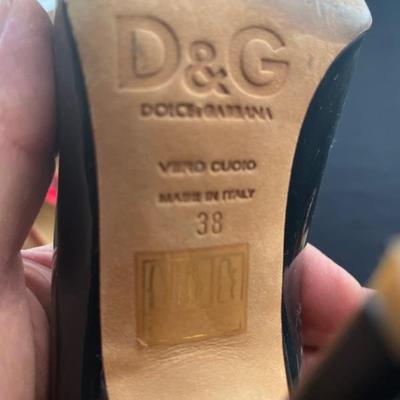 D&G
DOLCE&GABBANA
VERO CUOIO
MADE IN ITALY
38